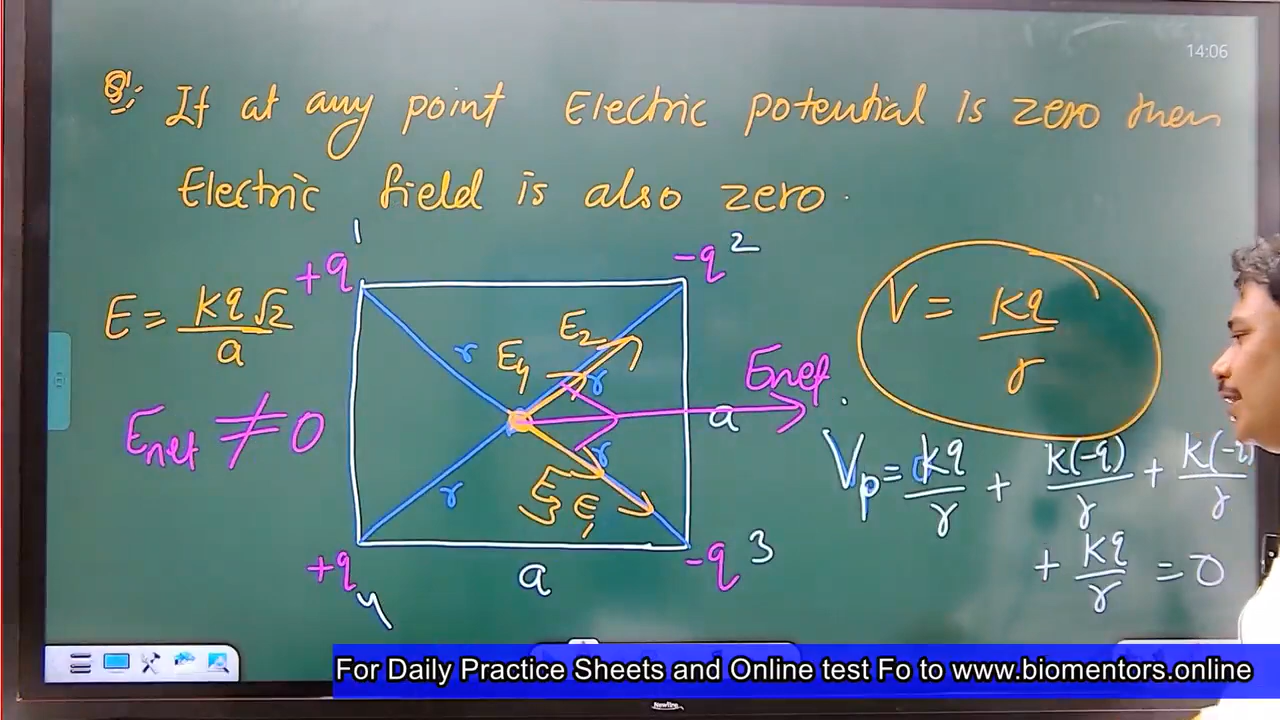 14:06
Q: If at any point Electric potential is zero then
Electric field is also zero.
1
+q
-q 2
E = kq√2 / a
E2
E4
r
r
Enet
V = kq / r
Enet ≠ 0
a
r
r
E3 E1
Vp = kq/r + k(-q)/r + k(-q)/r
+ kq/r = 0
+q
4
a
-q 3
For Daily Practice Sheets and Online test Fo to www.biomentors.online
Newline